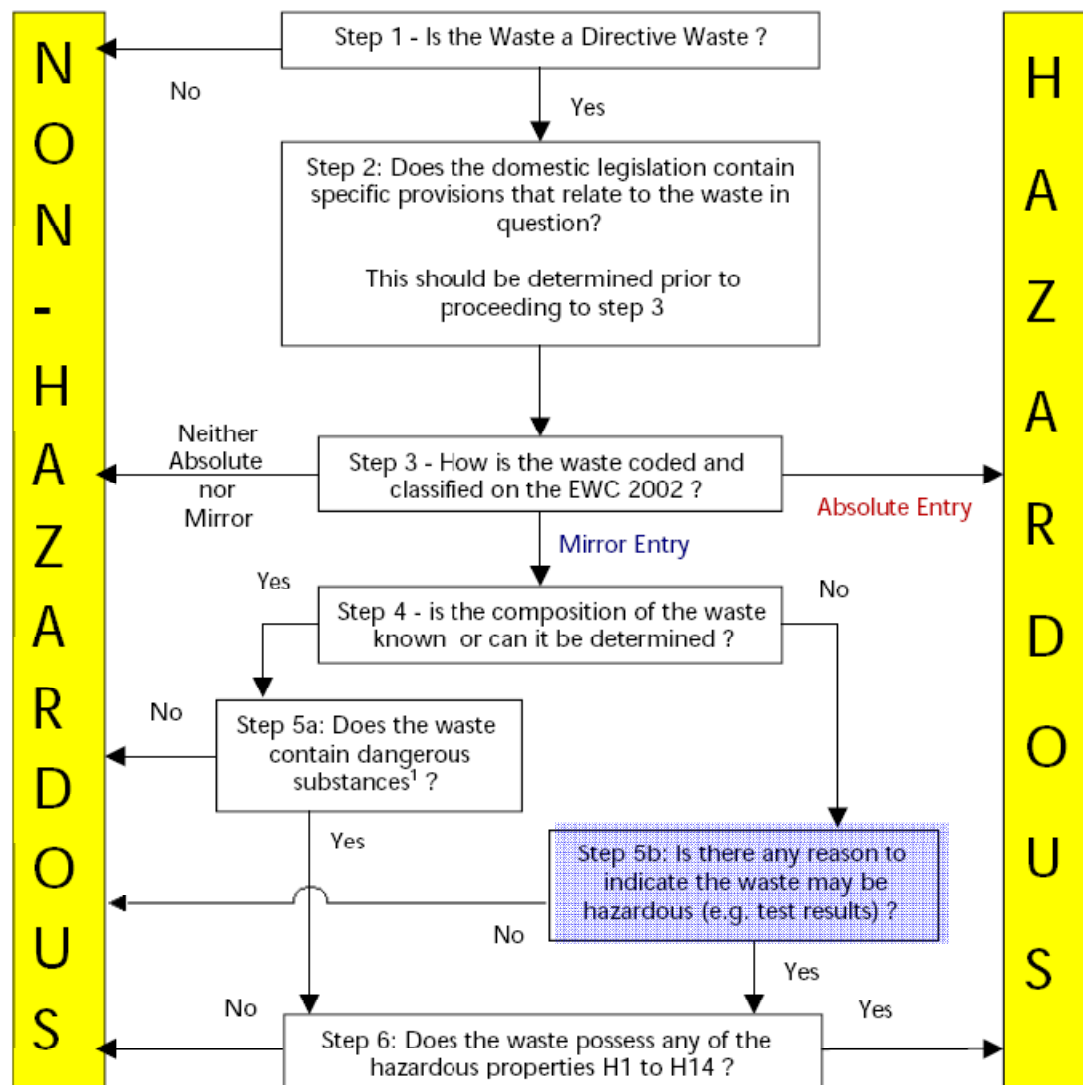 NON-HAZARDOUS
HAZARDOUS
Step 1 - Is the Waste a Directive Waste ?
No
Yes
Step 2: Does the domestic legislation contain
specific provisions that relate to the waste in
question?
This should be determined prior to
proceeding to step 3
Neither
Absolute
nor
Mirror
Step 3 - How is the waste coded and
classified on the EWC 2002 ?
Absolute Entry
Mirror Entry
Yes
No
Step 4 - is the composition of the waste
known or can it be determined ?
No
Step 5a: Does the waste
contain dangerous
substances¹ ?
Yes
Step 5b: Is there any reason to
indicate the waste may be
hazardous (e.g. test results) ?
No
Yes
No
Yes
Step 6: Does the waste possess any of the
hazardous properties H1 to H14 ?